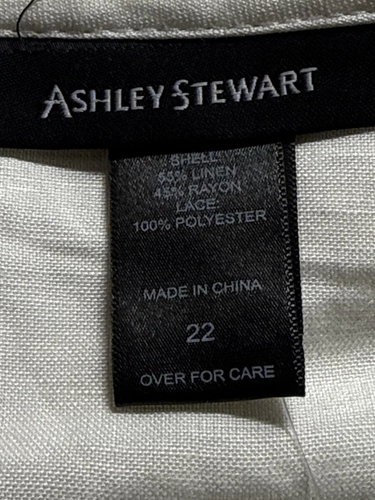 ASHLEY STEWART
SHELL:
55% LINEN
45% RAYON
LACE:
100% POLYESTER
MADE IN CHINA
22
OVER FOR CARE